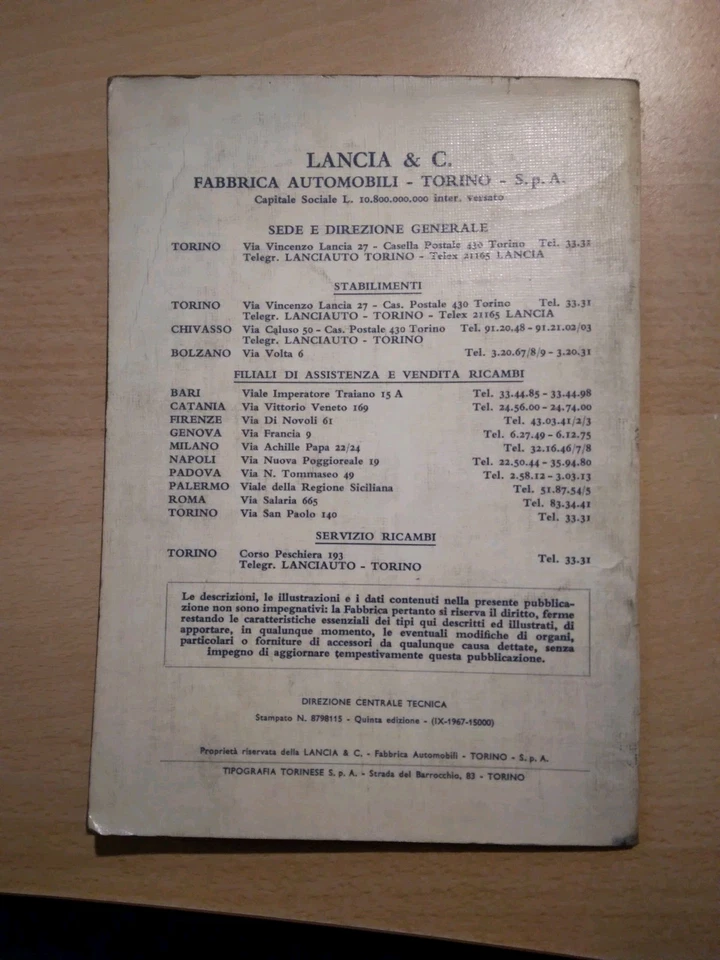 LANCIA & C.
FABBRICA AUTOMOBILI - TORINO - S. p. A.
Capitale Sociale L. 10.800.000.000 inter. versato
SEDE E DIREZIONE GENERALE
TORINO Via Vincenzo Lancia 27 - Casella Postale 430 Torino Tel. 33.31
Telegr. LANCIAUTO TORINO - Telex 21165 LANCIA
STABILIMENTI
TORINO Via Vincenzo Lancia 27 - Cas. Postale 430 Torino Tel. 33.31
Telegr. LANCIAUTO - TORINO - Telex 21165 LANCIA
CHIVASSO Via Caluso 50 - Cas. Postale 430 Torino Tel. 91.20.48 - 91.21.02/03
Telegr. LANCIAUTO - TORINO
BOLZANO Via Volta 6 Tel. 3.20.67/8/9 - 3.20.31
FILIALI DI ASSISTENZA E VENDITA RICAMBI
BARI Viale Imperatore Traiano 15 A Tel. 33.44.85 - 33.44.98
CATANIA Via Vittorio Veneto 169 Tel. 24.56.00 - 24.74.00
FIRENZE Via Di Novoli 61 Tel. 43.03.41/2/3
GENOVA Via Francia 9 Tel. 6.27.49 - 6.12.75
MILANO Via Achille Papa 22/24 Tel. 32.16.46/7/8
NAPOLI Via Nuova Poggioreale 19 Tel. 22.50.44 - 35.94.80
PADOVA Via N. Tommaseo 49 Tel. 2.58.12 - 3.03.13
PALERMO Viale della Regione Siciliana Tel. 51.87.54/5
ROMA Via Salaria 665 Tel. 83.34.41
TORINO Via San Paolo 140 Tel. 33.31
SERVIZIO RICAMBI
TORINO Corso Peschiera 193 Tel. 33.31
Telegr. LANCIAUTO - TORINO
Le descrizioni, le illustrazioni e i dati contenuti nella presente pubblica-
zione non sono impegnativi: la Fabbrica pertanto si riserva il diritto, ferme
restando le caratteristiche essenziali dei tipi qui descritti ed illustrati, di
apportare, in qualunque momento, le eventuali modifiche di organi,
particolari o forniture di accessori da qualunque causa dettate, senza
impegno di aggiornare tempestivamente questa pubblicazione.
DIREZIONE CENTRALE TECNICA
Stampato N. 8798115 - Quinta edizione - (IX-1967-15000)
Proprietà riservata della LANCIA & C. - Fabbrica Automobili - TORINO - S. p. A.
TIPOGRAFIA TORINESE S. p. A. - Strada del Barrocchio, 83 - TORINO